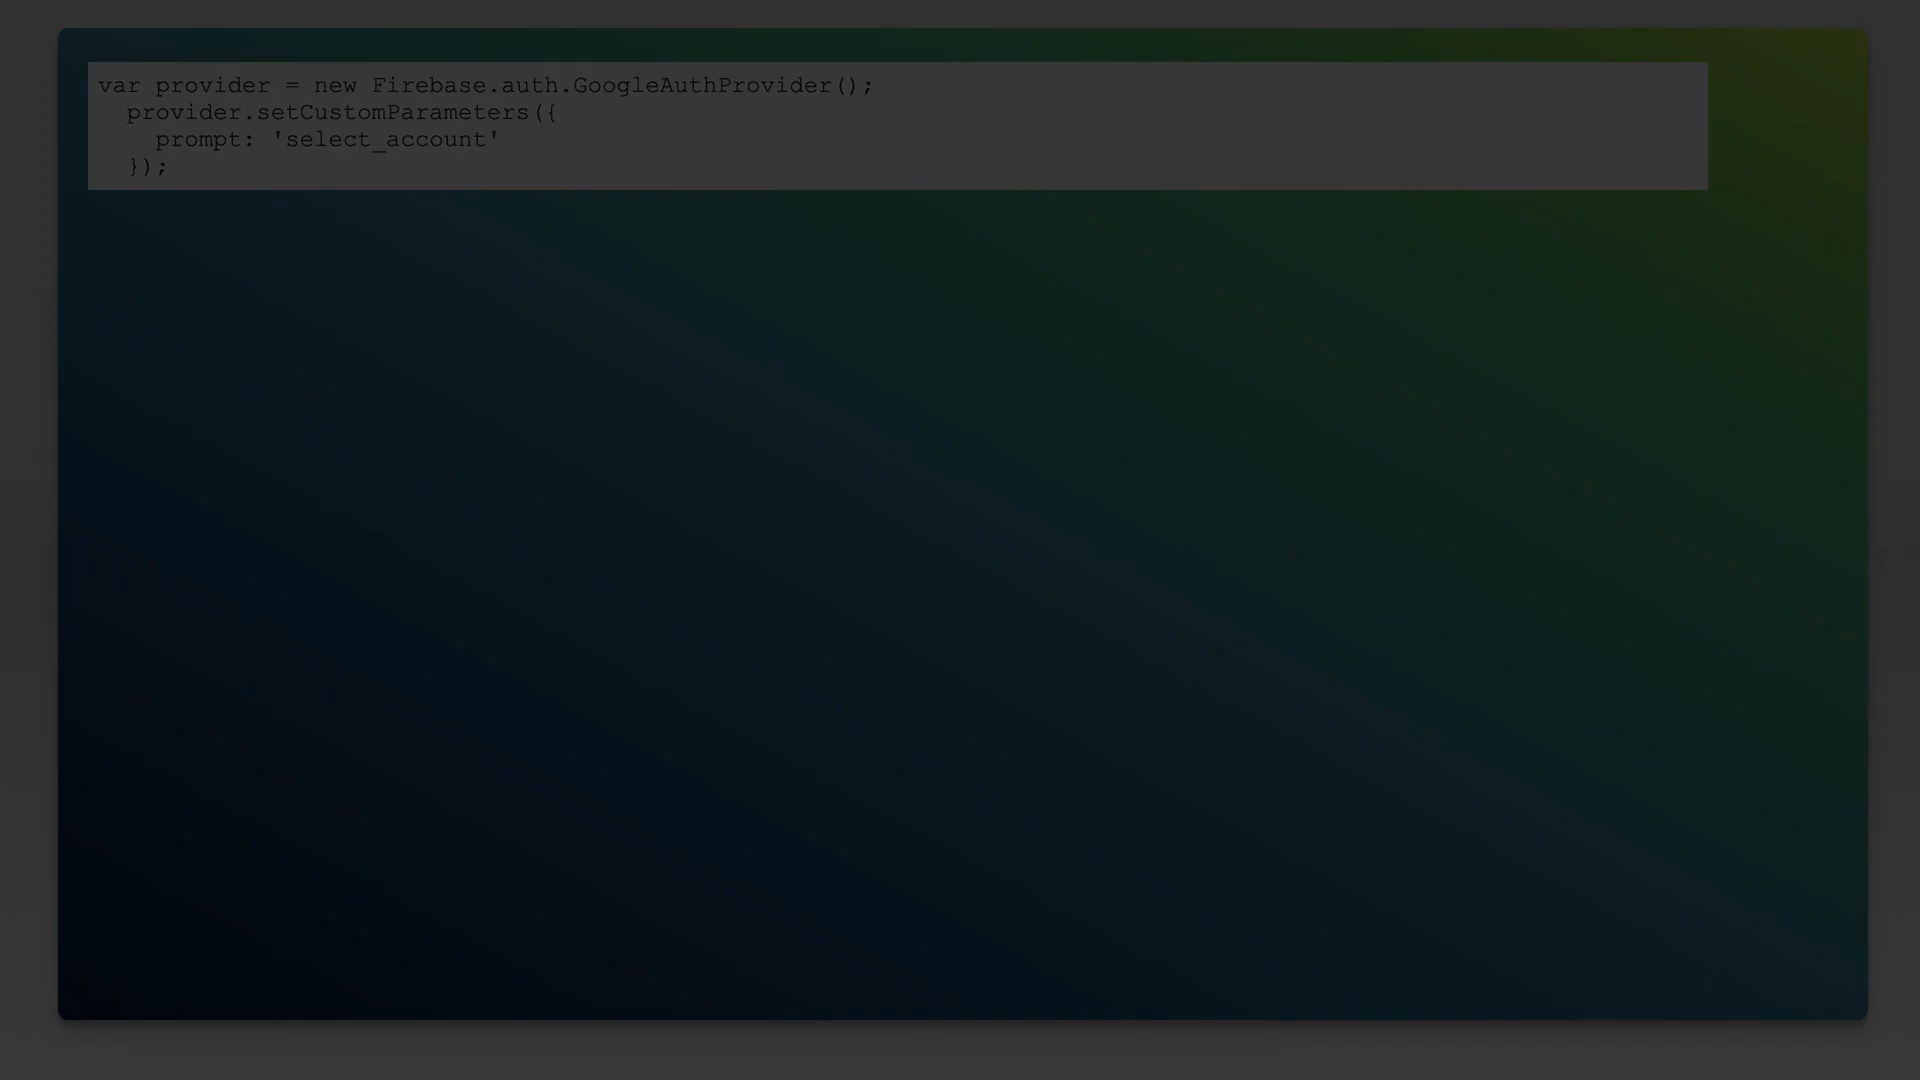 var provider = new Firebase.auth.GoogleAuthProvider();
  provider.setCustomParameters({
    prompt: 'select_account'
  });